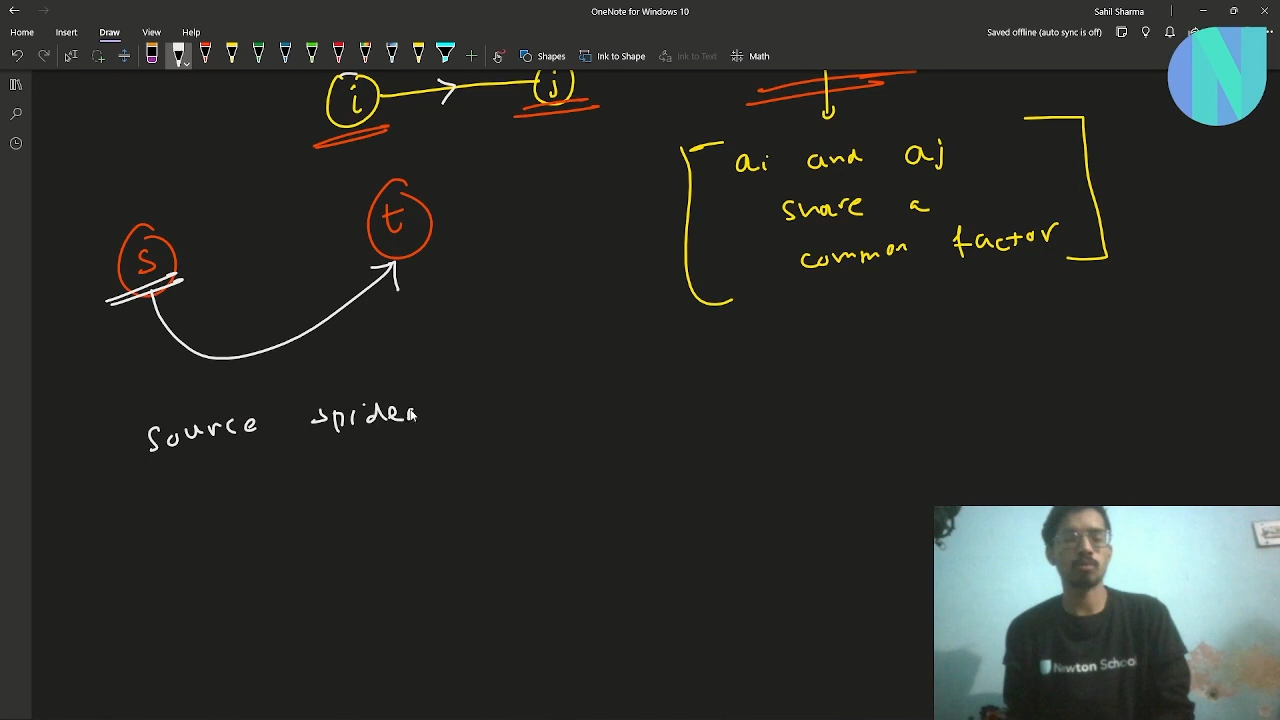 OneNote for Windows 10
Sahil Sharma
Home Insert Draw View Help
Saved offline (auto sync is off)
Shapes Ink to Shape Ink to Text Math
i j
ai and aj
share a
common factor
s t
Source spider
Newton School